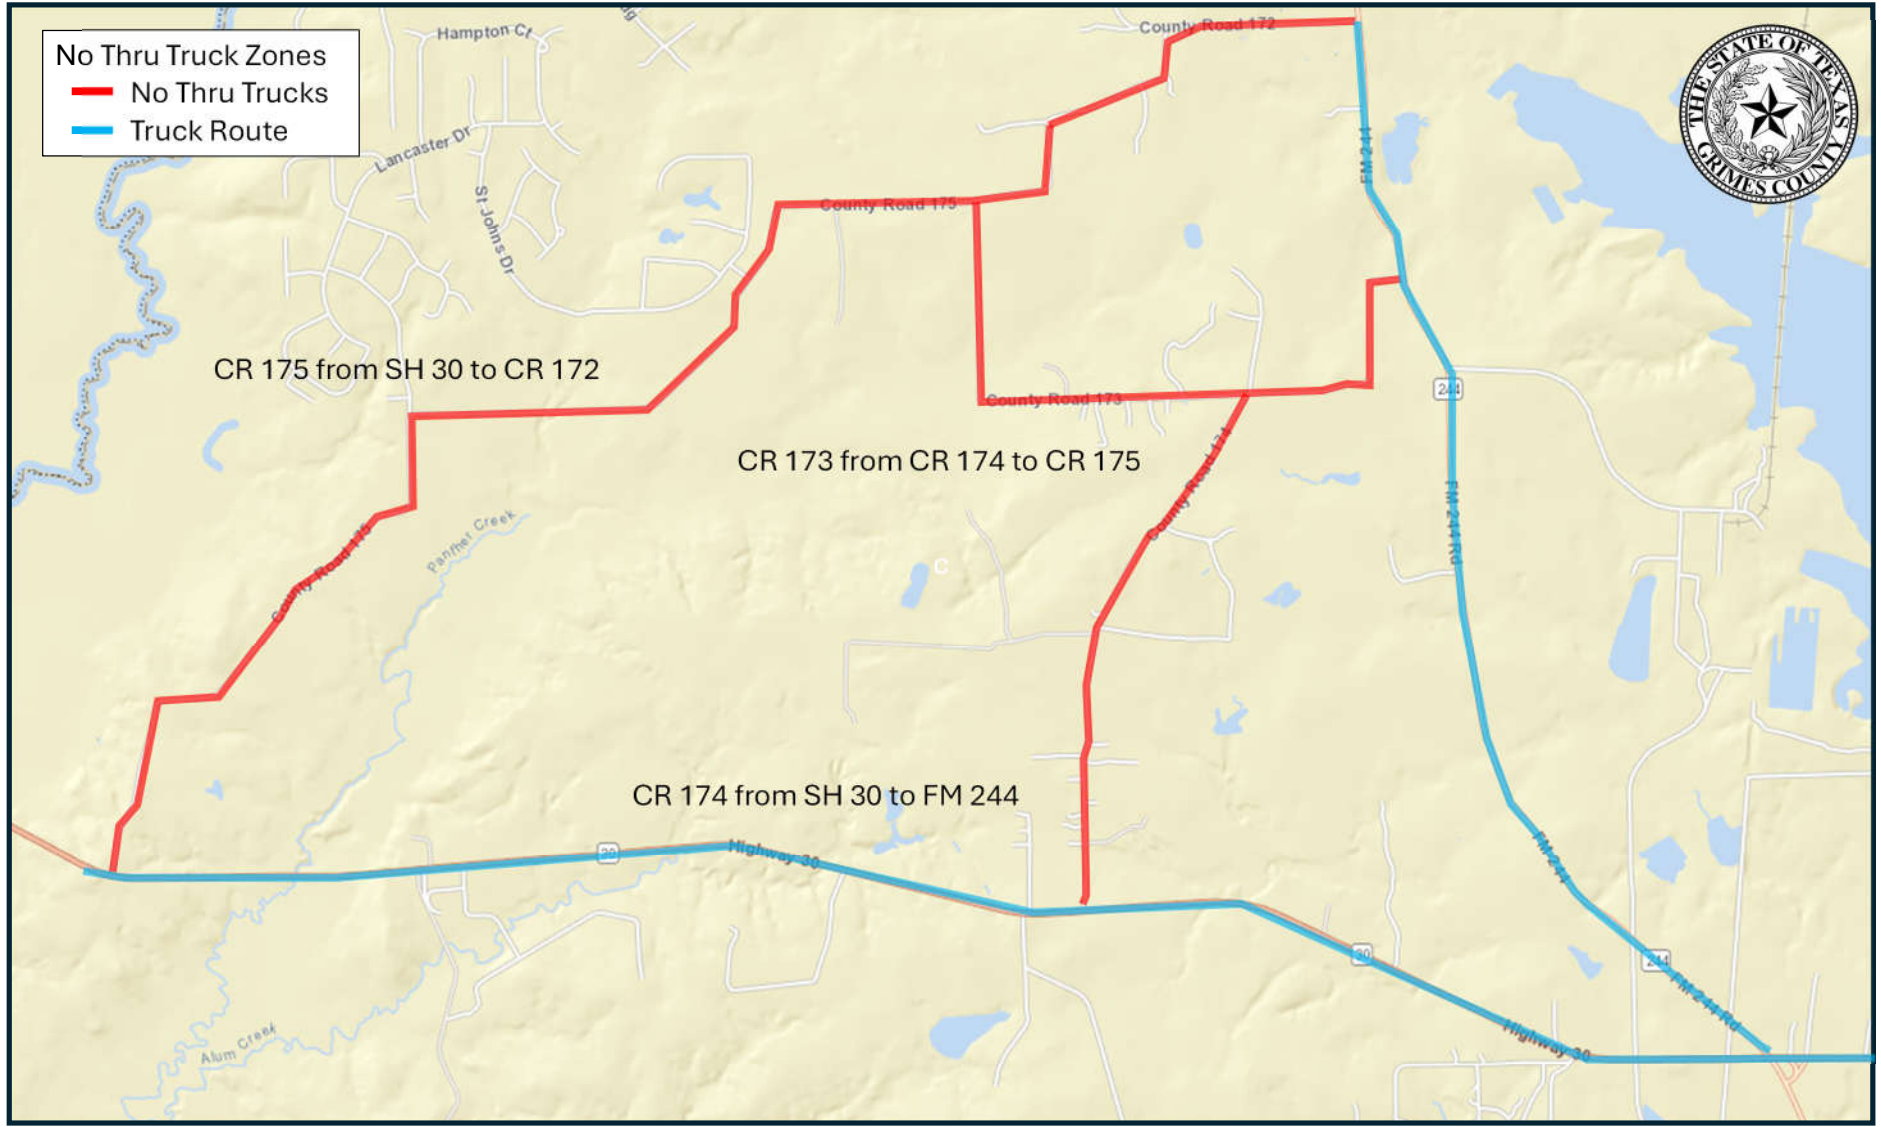 No Thru Truck Zones
No Thru Trucks
Truck Route
Hampton Ct
County Road 172
THE STATE OF TEXAS
GRIMES COUNTY
Lancaster Dr
FM 244
St Johns Dr
County Road 175
CR 175 from SH 30 to CR 172
244
County Road 173
CR 173 from CR 174 to CR 175
County Road 174
FM 244 Rd
Panther Creek
County Road 175
C
CR 174 from SH 30 to FM 244
30
Highway 30
FM 244
30
244
FM 244 Rd
Highway 30
Alum Creek